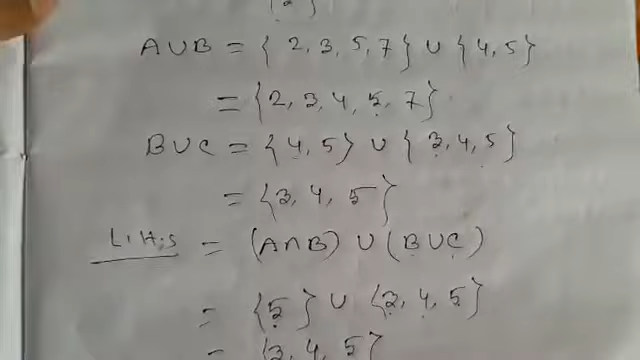 {2}
A∪B = { 2, 3, 5, 7} ∪ {4, 5}
= {2, 3, 4, 5, 7}
B∪C = {4, 5} ∪ {3, 4, 5}
= {3, 4, 5}
L.H.S = (A∩B) ∪ (B∪C)
= {5} ∪ {3, 4, 5}
= {3, 4, 5}